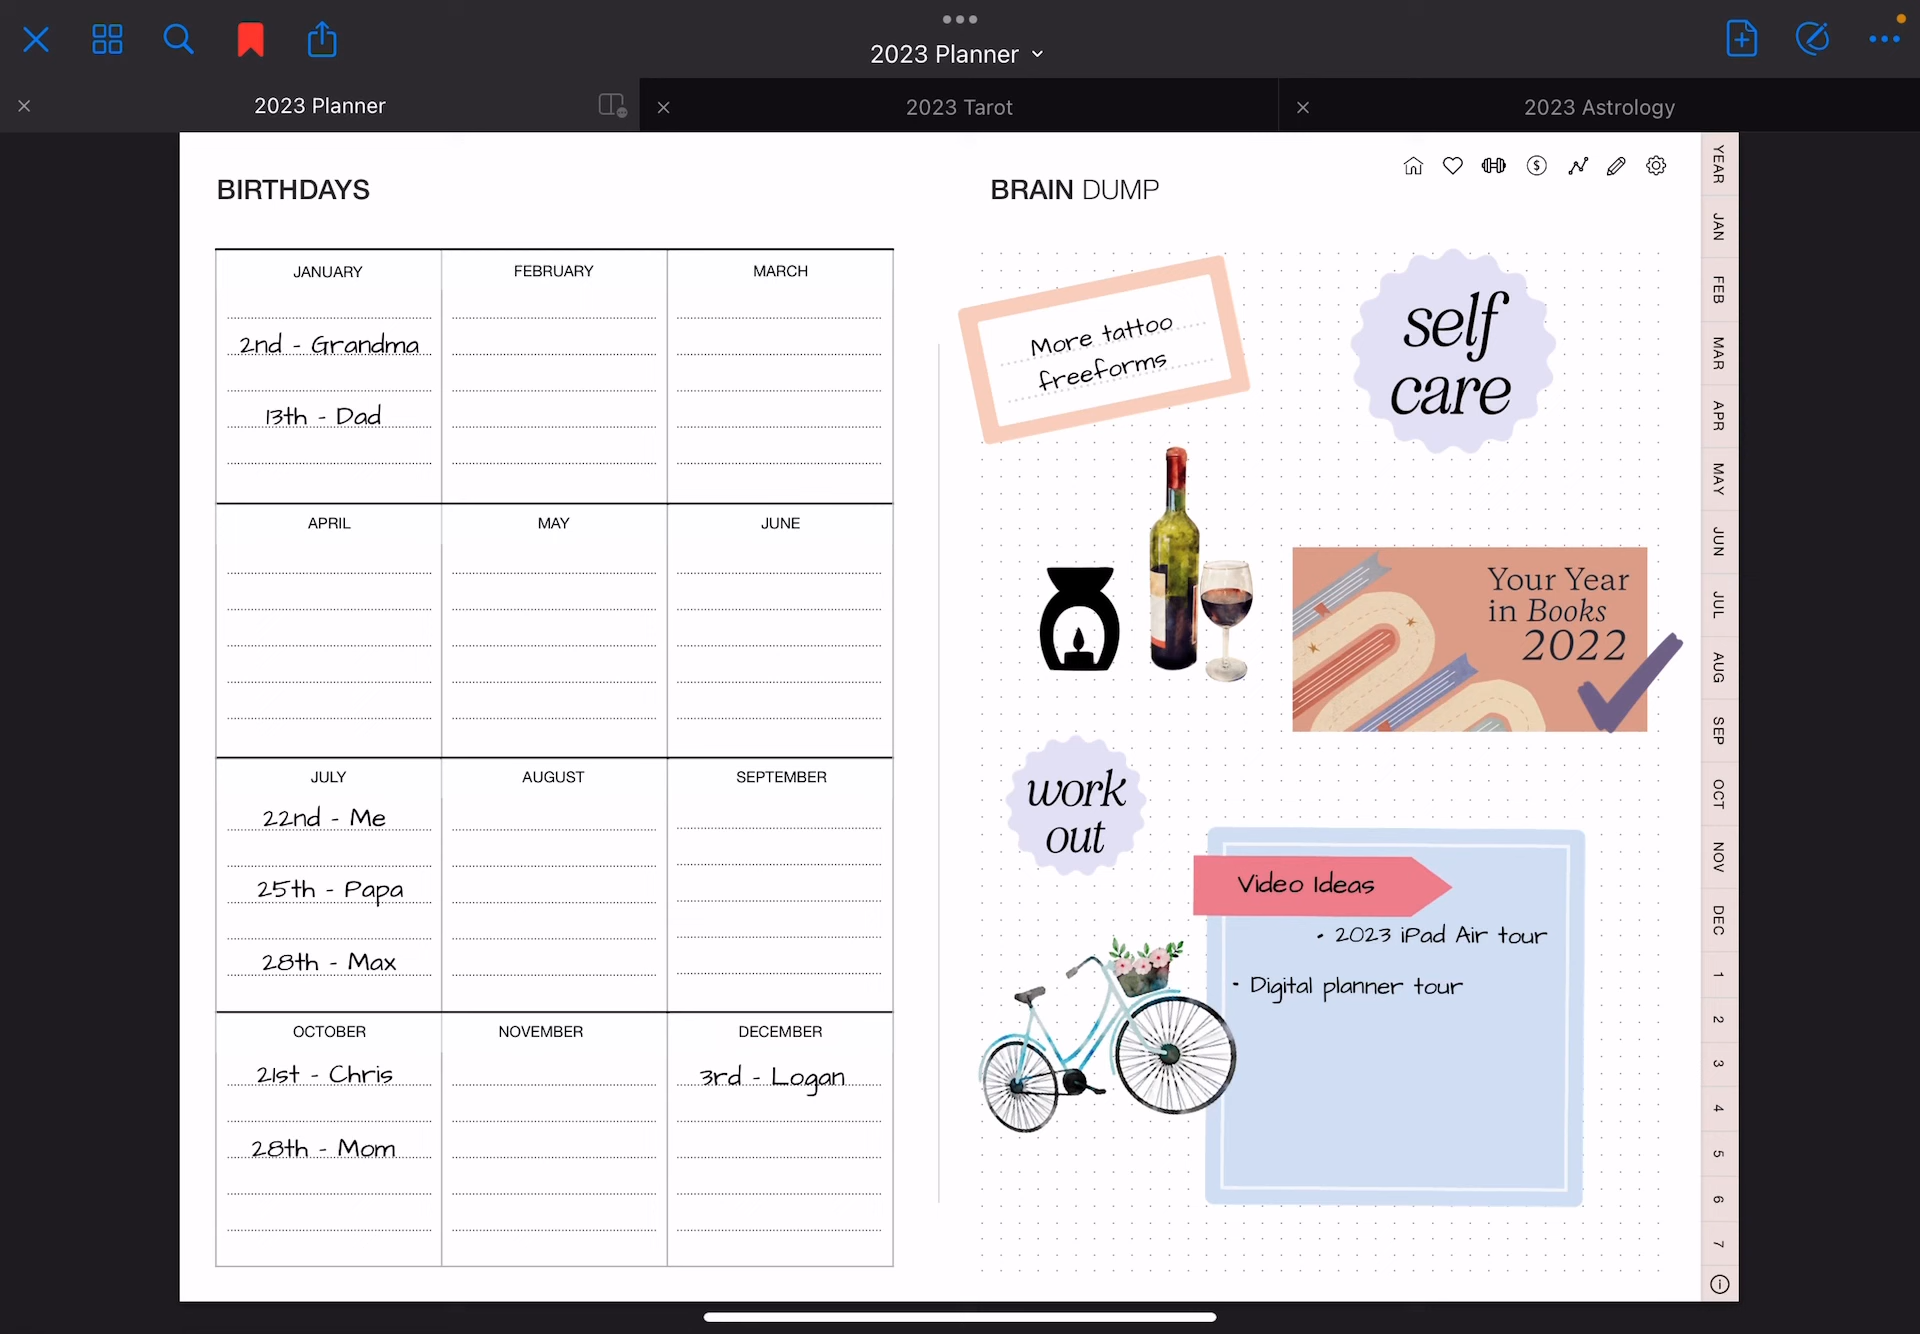 2023 Planner
2023 Planner
2023 Tarot
2023 Astrology
BIRTHDAYS
JANUARY
2nd - Grandma
13th - Dad
FEBRUARY
MARCH
APRIL
MAY
JUNE
JULY
22nd - Me
25th - Papa
28th - Max
AUGUST
SEPTEMBER
OCTOBER
21st - Chris
28th - Mom
NOVEMBER
DECEMBER
3rd - Logan
BRAIN DUMP
More tattoo
freeforms
self
care
Your Year
in Books
2022
work
out
Video Ideas
• 2023 iPad Air tour
• Digital planner tour
YEAR
JAN
FEB
MAR
APR
MAY
JUN
JUL
AUG
SEP
OCT
NOV
DEC
1
2
3
4
5
6
7